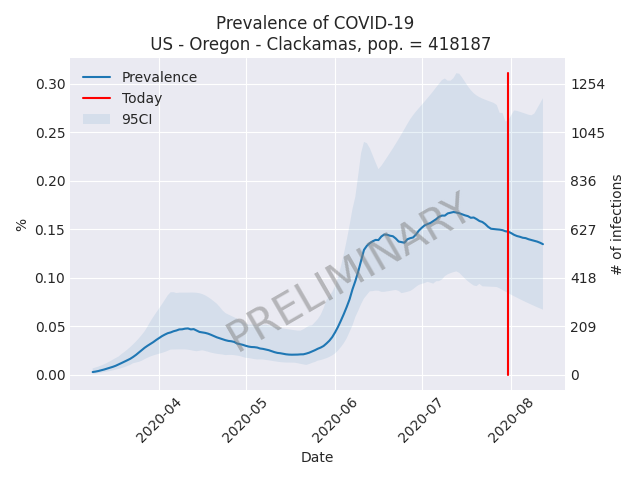 Prevalence of COVID-19
US - Oregon - Clackamas, pop. = 418187
Prevalence
Today
95CI
PRELIMINARY
0.30
0.25
0.20
0.15
0.10
0.05
0.00
%
1254
1045
836
627
418
209
0
# of infections
2020-04
2020-05
2020-06
2020-07
2020-08
Date